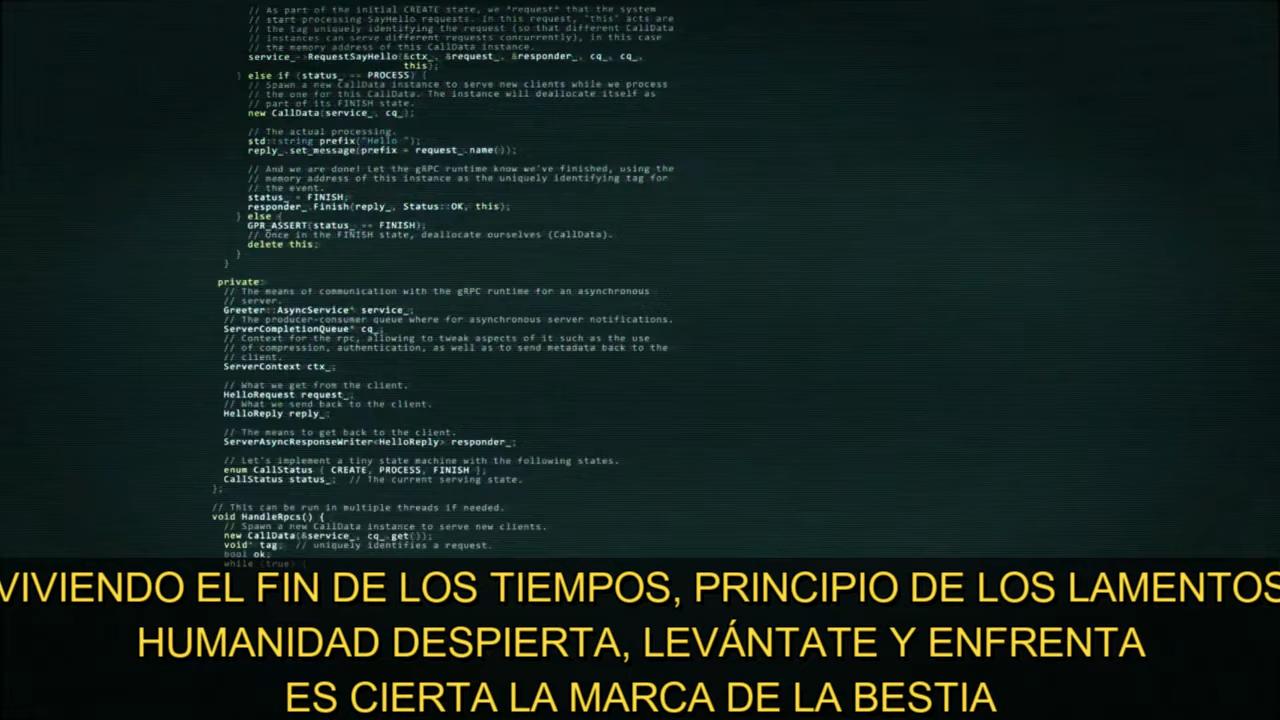 // As part of the initial CREATE state, we *request* that the system
// start processing SayHello requests. In this request, "this" acts are
// the tag uniquely identifying the request (so that different CallData
// instances can serve different requests concurrently), in this case
// the memory address of this CallData instance.
service_->RequestSayHello(&ctx_, &request_, &responder_, cq_, cq_,
this);
} else if (status_ == PROCESS) {
// Spawn a new CallData instance to serve new clients while we process
// the one for this CallData. The instance will deallocate itself as
// part of its FINISH state.
new CallData(service_, cq_);
// The actual processing.
std::string prefix("Hello ");
reply_.set_message(prefix + request_.name());
// And we are done! Let the gRPC runtime know we've finished, using the
// memory address of this instance as the uniquely identifying tag for
// the event.
status_ = FINISH;
responder_.Finish(reply_, Status::OK, this);
} else {
GPR_ASSERT(status_ == FINISH);
// Once in the FINISH state, deallocate ourselves (CallData).
delete this;
}
}
private:
// The means of communication with the gRPC runtime for an asynchronous
// server.
Greeter::AsyncService* service_;
// The producer-consumer queue where for asynchronous server notifications.
ServerCompletionQueue* cq_;
// Context for the rpc, allowing to tweak aspects of it such as the use
// of compression, authentication, as well as to send metadata back to the
// client.
ServerContext ctx_;
// What we get from the client.
HelloRequest request_;
// What we send back to the client.
HelloReply reply_;
// The means to get back to the client.
ServerAsyncResponseWriter<HelloReply> responder_;
// Let's implement a tiny state machine with the following states.
enum CallStatus { CREATE, PROCESS, FINISH };
CallStatus status_; // The current serving state.
};
// This can be run in multiple threads if needed.
void HandleRpcs() {
// Spawn a new CallData instance to serve new clients.
new CallData(&service_, cq_.get());
void* tag; // uniquely identifies a request.
bool ok;
while (true) {
VIVIENDO EL FIN DE LOS TIEMPOS, PRINCIPIO DE LOS LAMENTOS
HUMANIDAD DESPIERTA, LEVÁNTATE Y ENFRENTA
ES CIERTA LA MARCA DE LA BESTIA